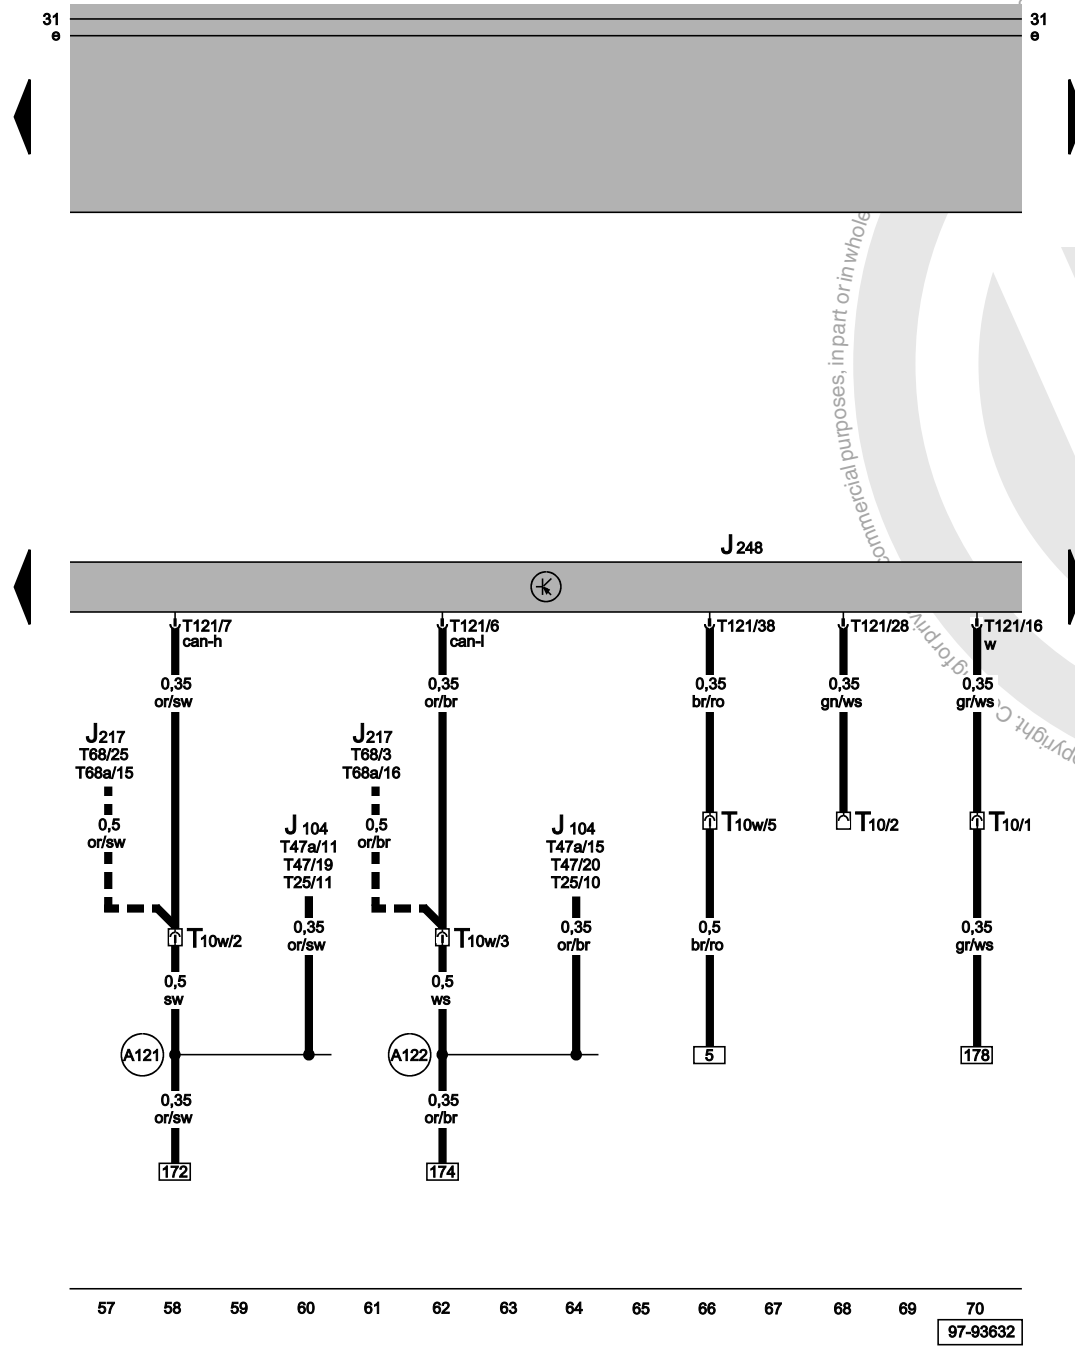 31 31
e e
commercial purposes, in part or in whole
J 248
T121/7 T121/6 T121/38 T121/28 T121/16
can-h can-l w
0,35 0,35 0,35 0,35 0,35
or/sw or/br br/ro gn/ws gr/ws
J217 J217
T68/25 T68/3
T68a/15 T68a/16
0,5 J 104 0,5 J 104 T10w/5 T10/2 T10/1
or/sw T47a/11 or/br T47a/15
T47/19 T47/20
T25/11 T25/10
0,35 0,35 0,5 0,35
or/sw or/br br/ro gr/ws
T10w/2 T10w/3
0,5 0,5
sw ws
A121 A122 5 178
0,35 0,35
or/sw or/br
172 174
57 58 59 60 61 62 63 64 65 66 67 68 69 70
97-93632